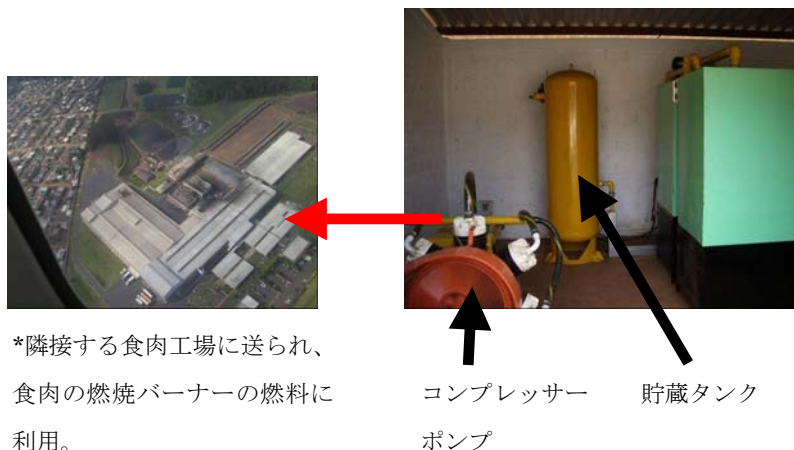 *隣接する食肉工場に送られ、
食肉の燃焼バーナーの燃料に
利用。
コンプレッサー
ポンプ
貯蔵タンク